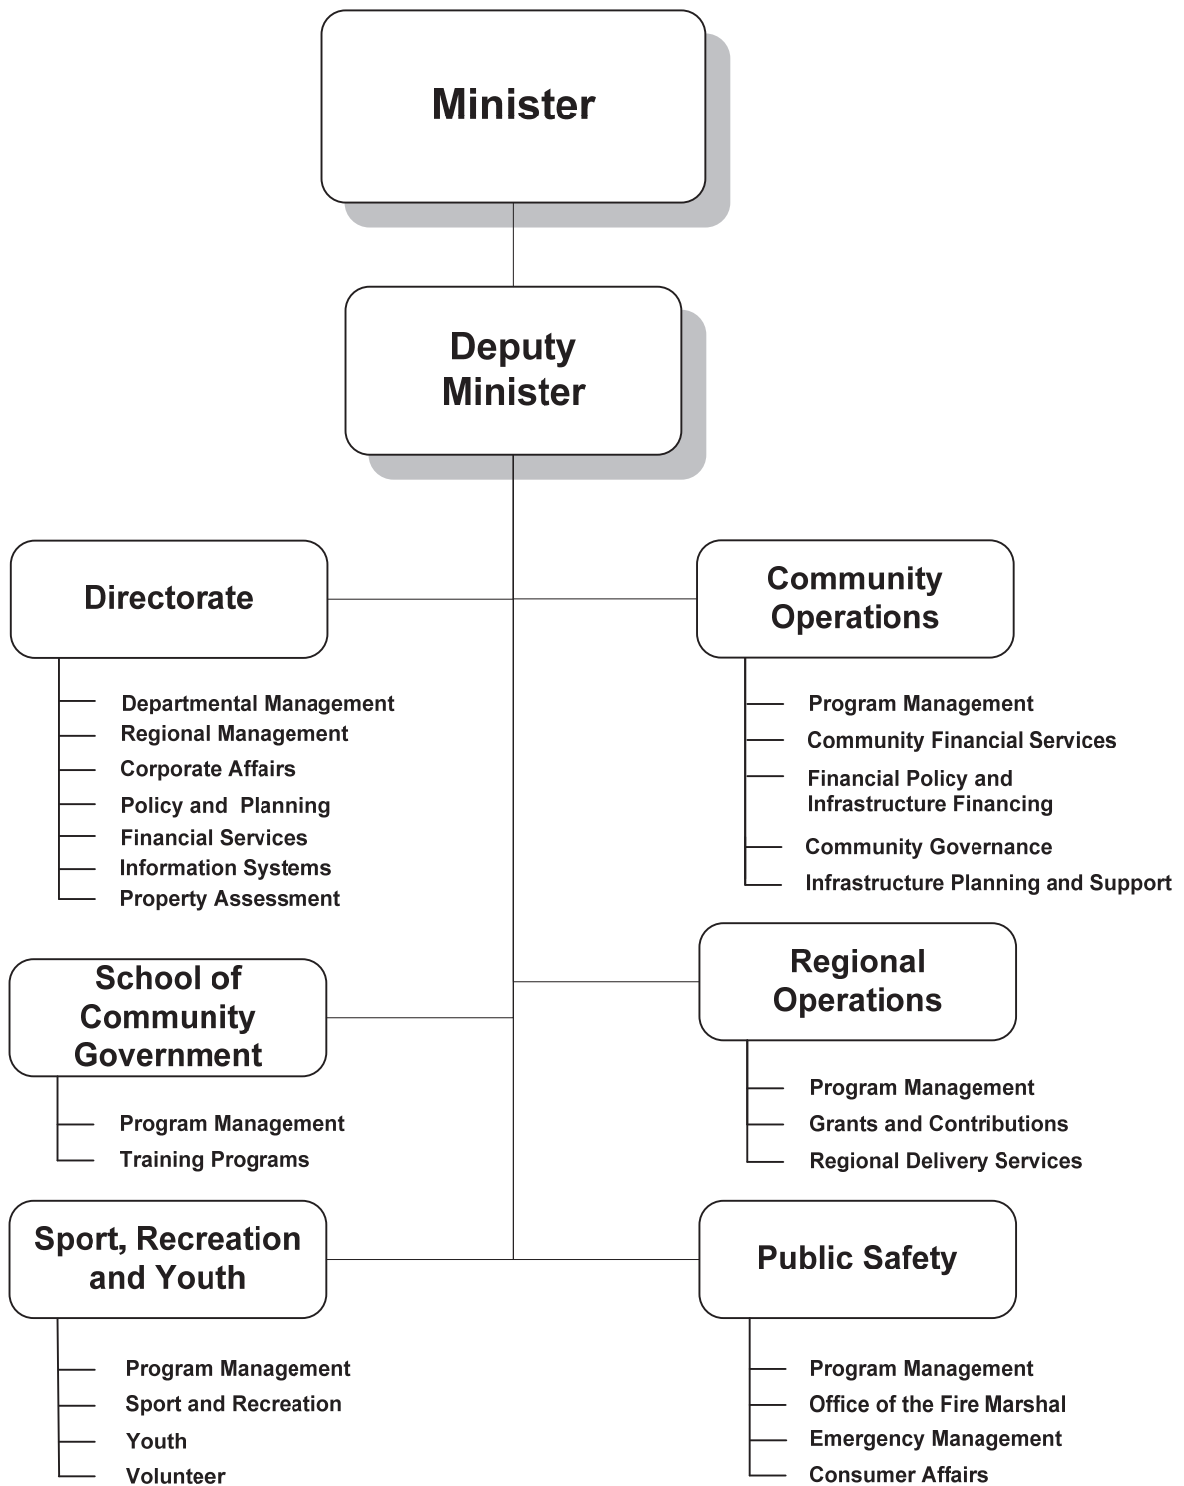 Minister
Deputy
Minister
Directorate
Departmental Management
Regional Management
Corporate Affairs
Policy and Planning
Financial Services
Information Systems
Property Assessment
Community
Operations
Program Management
Community Financial Services
Financial Policy and
Infrastructure Financing
Community Governance
Infrastructure Planning and Support
School of
Community
Government
Program Management
Training Programs
Regional
Operations
Program Management
Grants and Contributions
Regional Delivery Services
Sport, Recreation
and Youth
Program Management
Sport and Recreation
Youth
Volunteer
Public Safety
Program Management
Office of the Fire Marshal
Emergency Management
Consumer Affairs